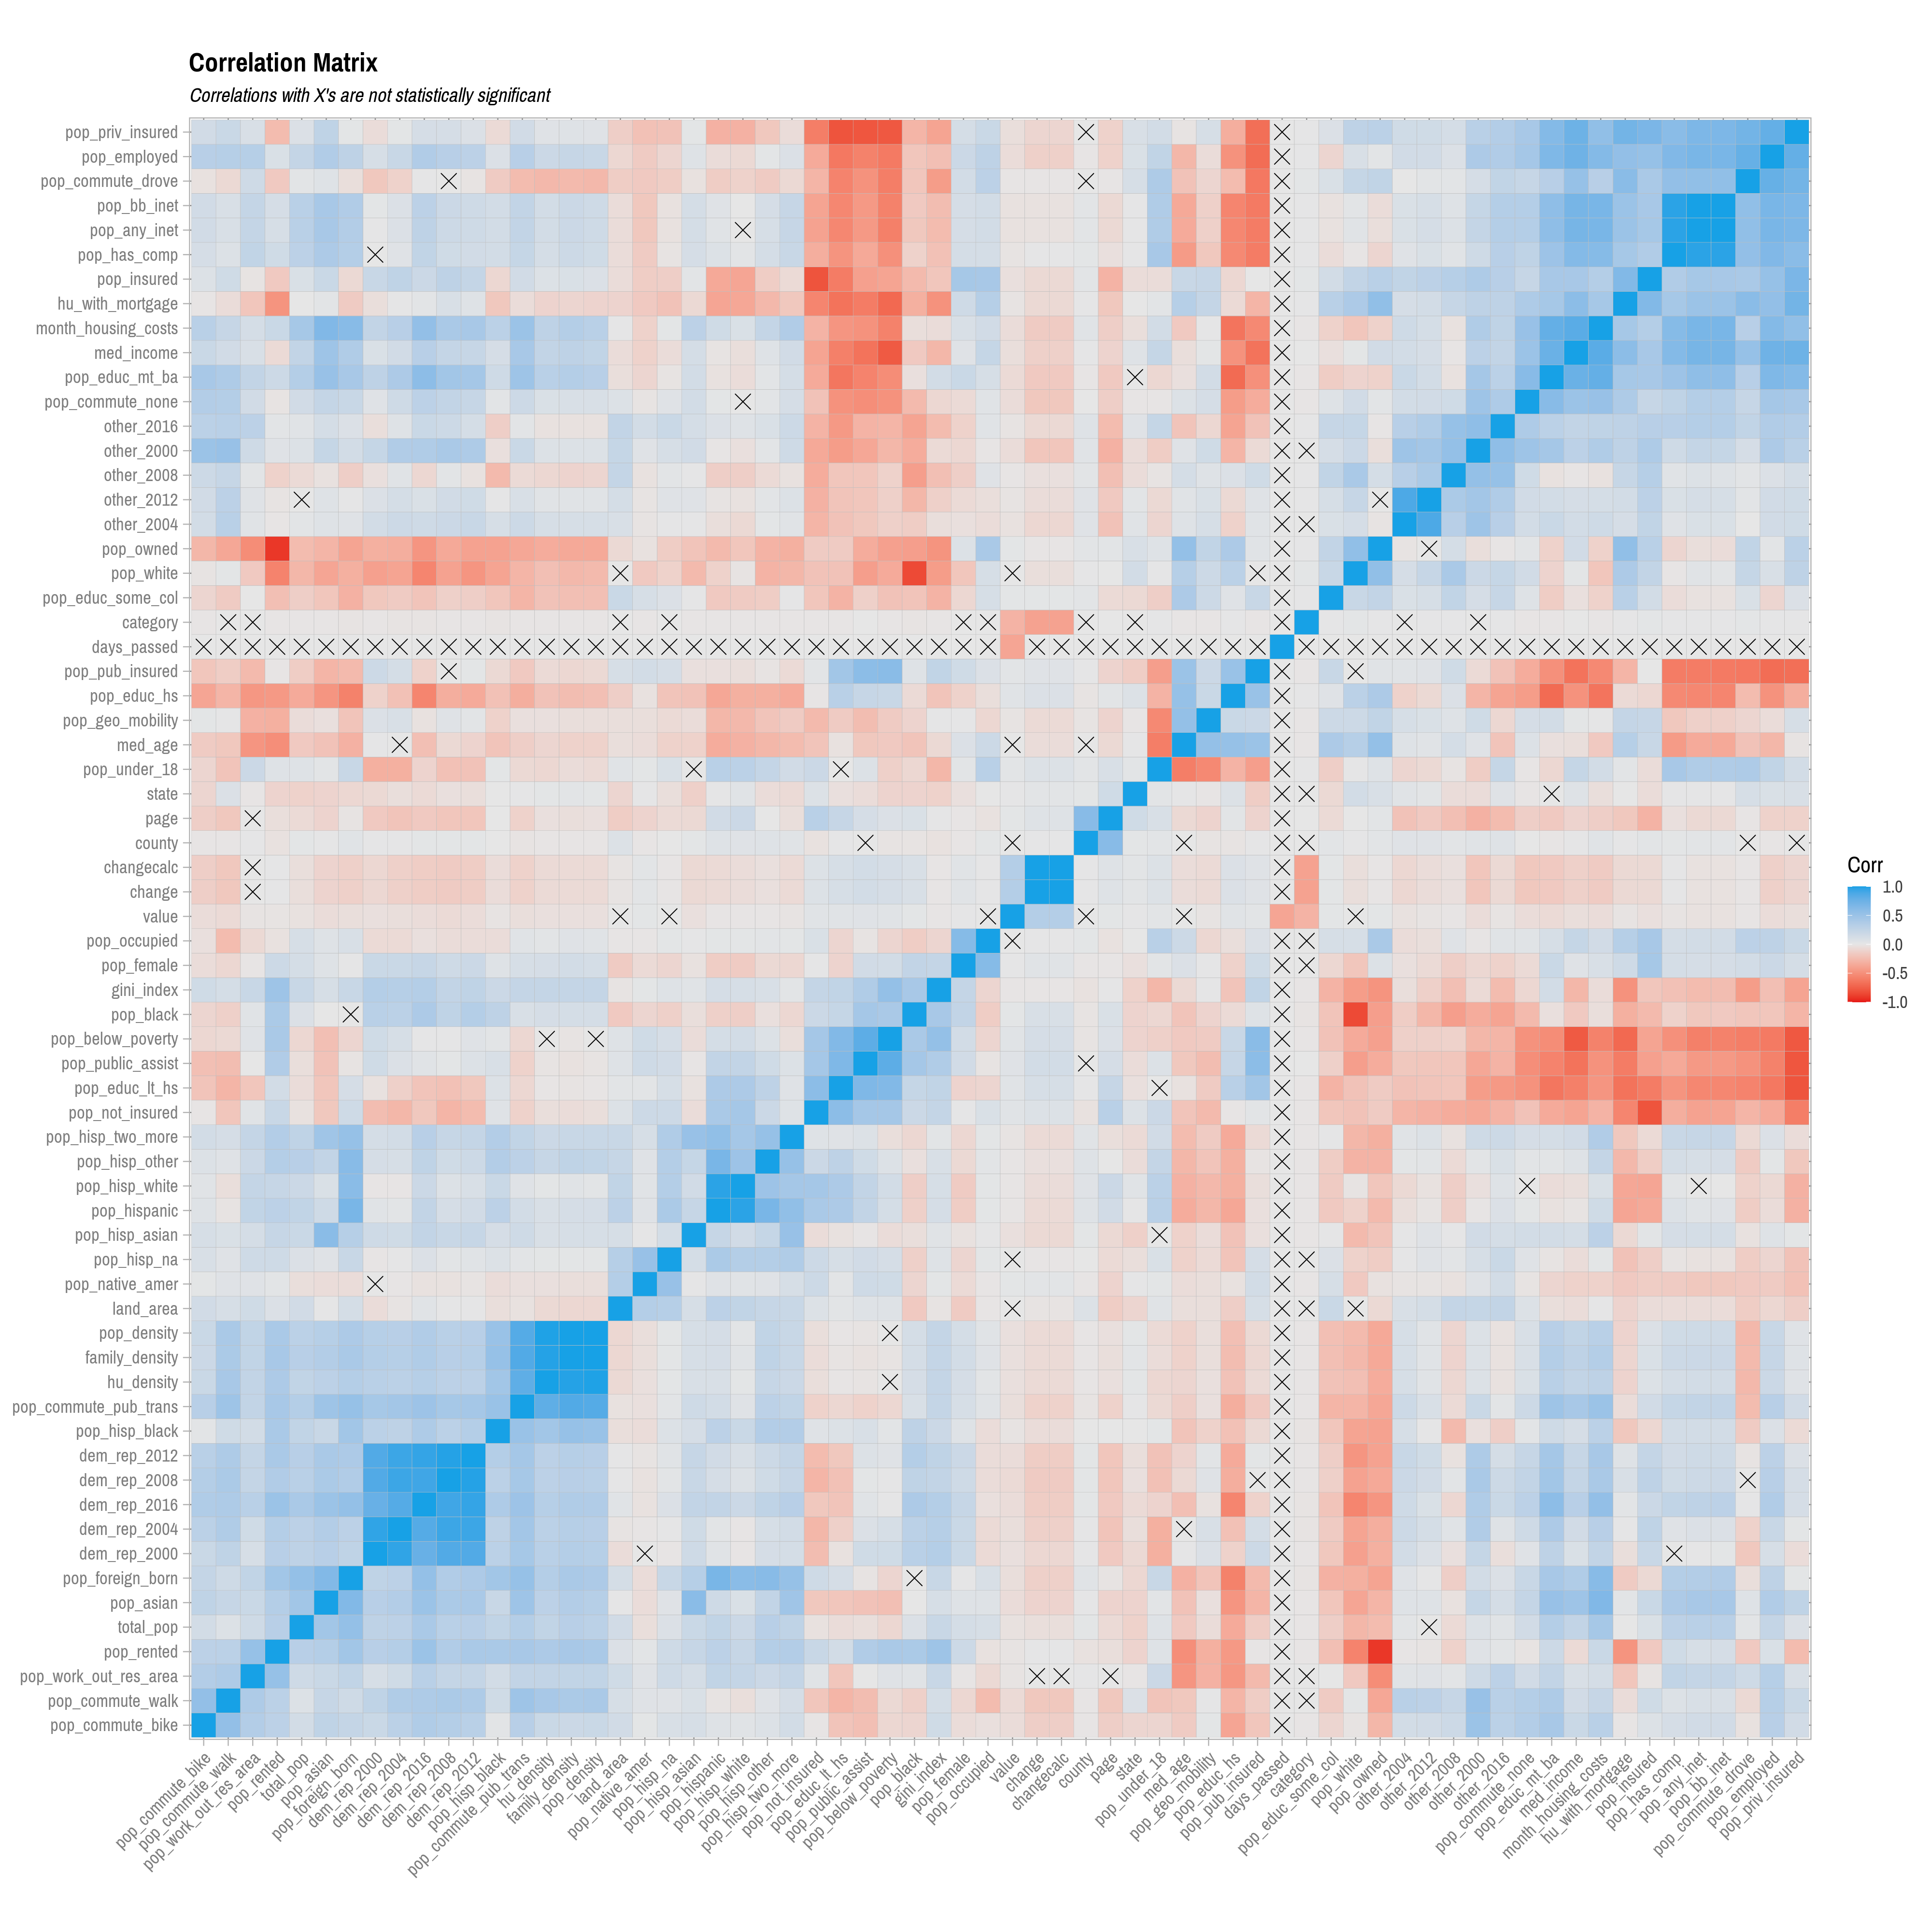 Correlation Matrix
Correlations with X's are not statistically significant
pop_priv_insured
pop_employed
pop_commute_drove
pop_bb_inet
pop_any_inet
pop_has_comp
pop_insured
hu_with_mortgage
month_housing_costs
med_income
pop_educ_mt_ba
pop_commute_none
other_2016
other_2000
other_2008
other_2012
other_2004
pop_owned
pop_white
pop_educ_some_col
category
days_passed
pop_pub_insured
pop_educ_hs
pop_geo_mobility
med_age
pop_under_18
state
page
county
changecalc
change
value
pop_occupied
pop_female
gini_index
pop_black
pop_below_poverty
pop_public_assist
pop_educ_lt_hs
pop_not_insured
pop_hisp_two_more
pop_hisp_other
pop_hisp_white
pop_hispanic
pop_hisp_asian
pop_hisp_na
pop_native_amer
land_area
pop_density
family_density
hu_density
pop_commute_pub_trans
pop_hisp_black
dem_rep_2012
dem_rep_2008
dem_rep_2016
dem_rep_2004
dem_rep_2000
pop_foreign_born
pop_asian
total_pop
pop_rented
pop_work_out_res_area
pop_commute_walk
pop_commute_bike
pop_commute_bike
pop_commute_walk
pop_work_out_res_area
pop_rented
total_pop
pop_asian
pop_foreign_born
dem_rep_2000
dem_rep_2004
dem_rep_2016
dem_rep_2008
dem_rep_2012
pop_hisp_black
pop_commute_pub_trans
hu_density
family_density
pop_density
land_area
pop_native_amer
pop_hisp_na
pop_hisp_asian
pop_hispanic
pop_hisp_white
pop_hisp_other
pop_hisp_two_more
pop_not_insured
pop_educ_lt_hs
pop_public_assist
pop_below_poverty
pop_black
gini_index
pop_female
pop_occupied
value
change
changecalc
county
page
state
pop_under_18
med_age
pop_geo_mobility
pop_educ_hs
pop_pub_insured
days_passed
category
pop_educ_some_col
pop_white
pop_owned
other_2004
other_2012
other_2008
other_2000
other_2016
pop_commute_none
pop_educ_mt_ba
med_income
month_housing_costs
hu_with_mortgage
pop_insured
pop_has_comp
pop_any_inet
pop_bb_inet
pop_commute_drove
pop_employed
pop_priv_insured
Corr
1.0
0.5
0.0
-0.5
-1.0